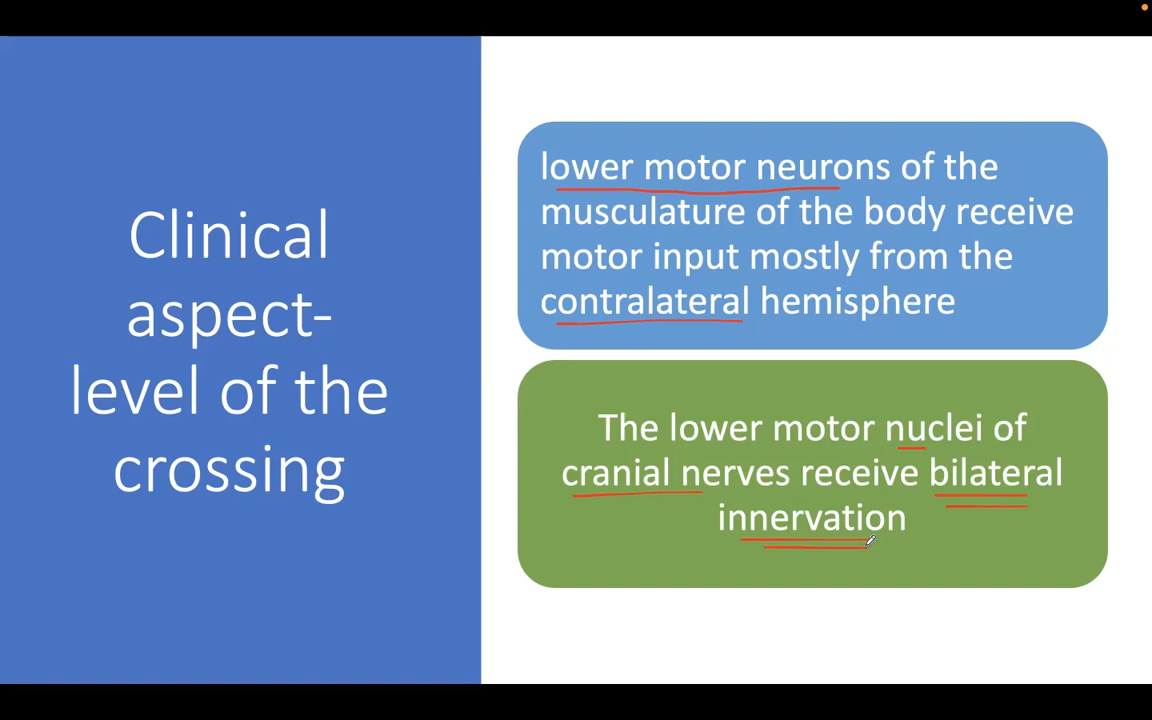 Clinical
aspect-
level of the
crossing
lower motor neurons of the
musculature of the body receive
motor input mostly from the
contralateral hemisphere
The lower motor nuclei of
cranial nerves receive bilateral
innervation